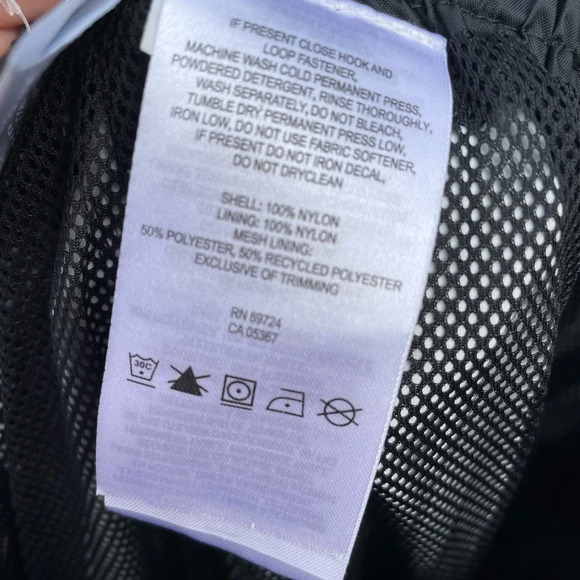 IF PRESENT CLOSE HOOK AND
LOOP FASTENER,
MACHINE WASH COLD PERMANENT PRESS,
POWDERED DETERGENT, RINSE THOROUGHLY,
WASH SEPARATELY, DO NOT BLEACH,
TUMBLE DRY PERMANENT PRESS LOW,
IRON LOW, DO NOT USE FABRIC SOFTENER,
IF PRESENT DO NOT IRON DECAL,
DO NOT DRYCLEAN
SHELL: 100% NYLON
LINING: 100% NYLON
MESH LINING:
50% POLYESTER, 50% RECYCLED POLYESTER
EXCLUSIVE OF TRIMMING
RN 69724
CA 05367
30C